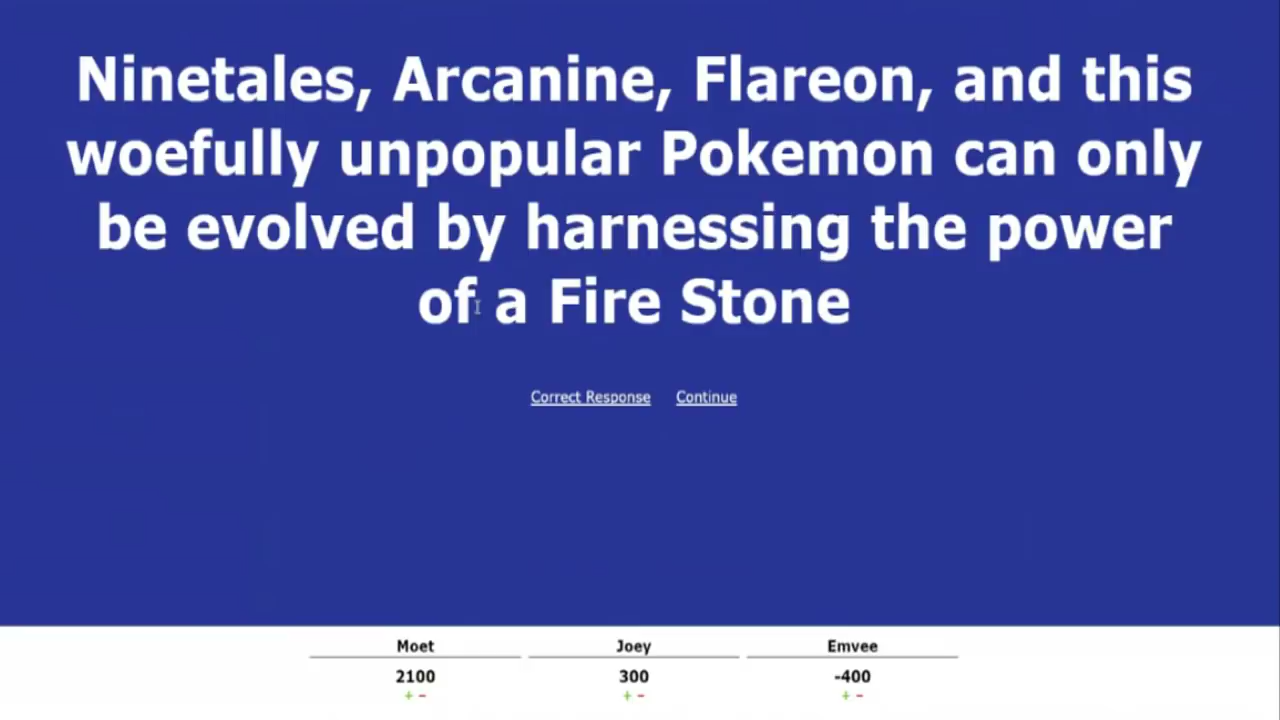 Ninetales, Arcanine, Flareon, and this
woefully unpopular Pokemon can only
be evolved by harnessing the power
of a Fire Stone
Correct Response Continue
Moet Joey Emvee
2100 300 -400
+ - + - + -